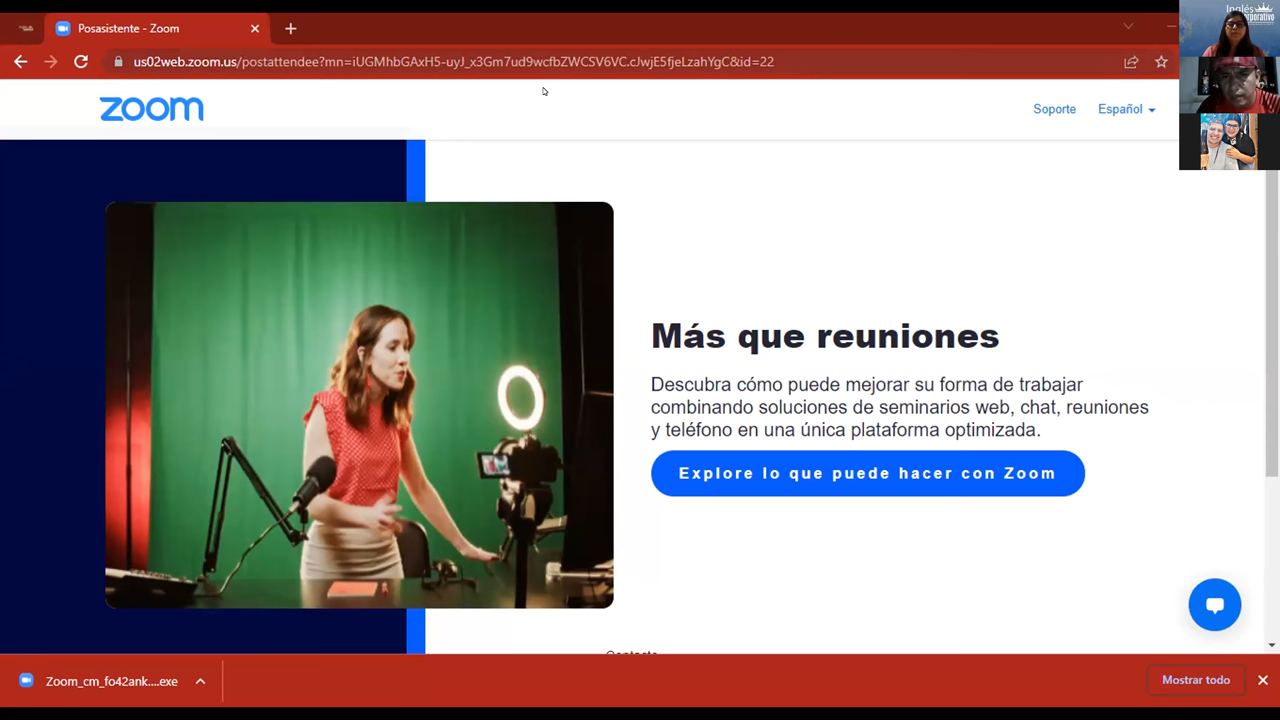 Posasistente - Zoom
us02web.zoom.us/postattendee?mn=iUGMhbGAxH5-uyJ_x3Gm7ud9wcfbZWCSV6VC.cJwjE5fjeLzahYgC&id=22
Inglés
zoom
Soporte
Español
Más que reuniones
Descubra cómo puede mejorar su forma de trabajar
combinando soluciones de seminarios web, chat, reuniones
y teléfono en una única plataforma optimizada.
Explore lo que puede hacer con Zoom
Zoom_cm_fo42ank....exe
Mostrar todo